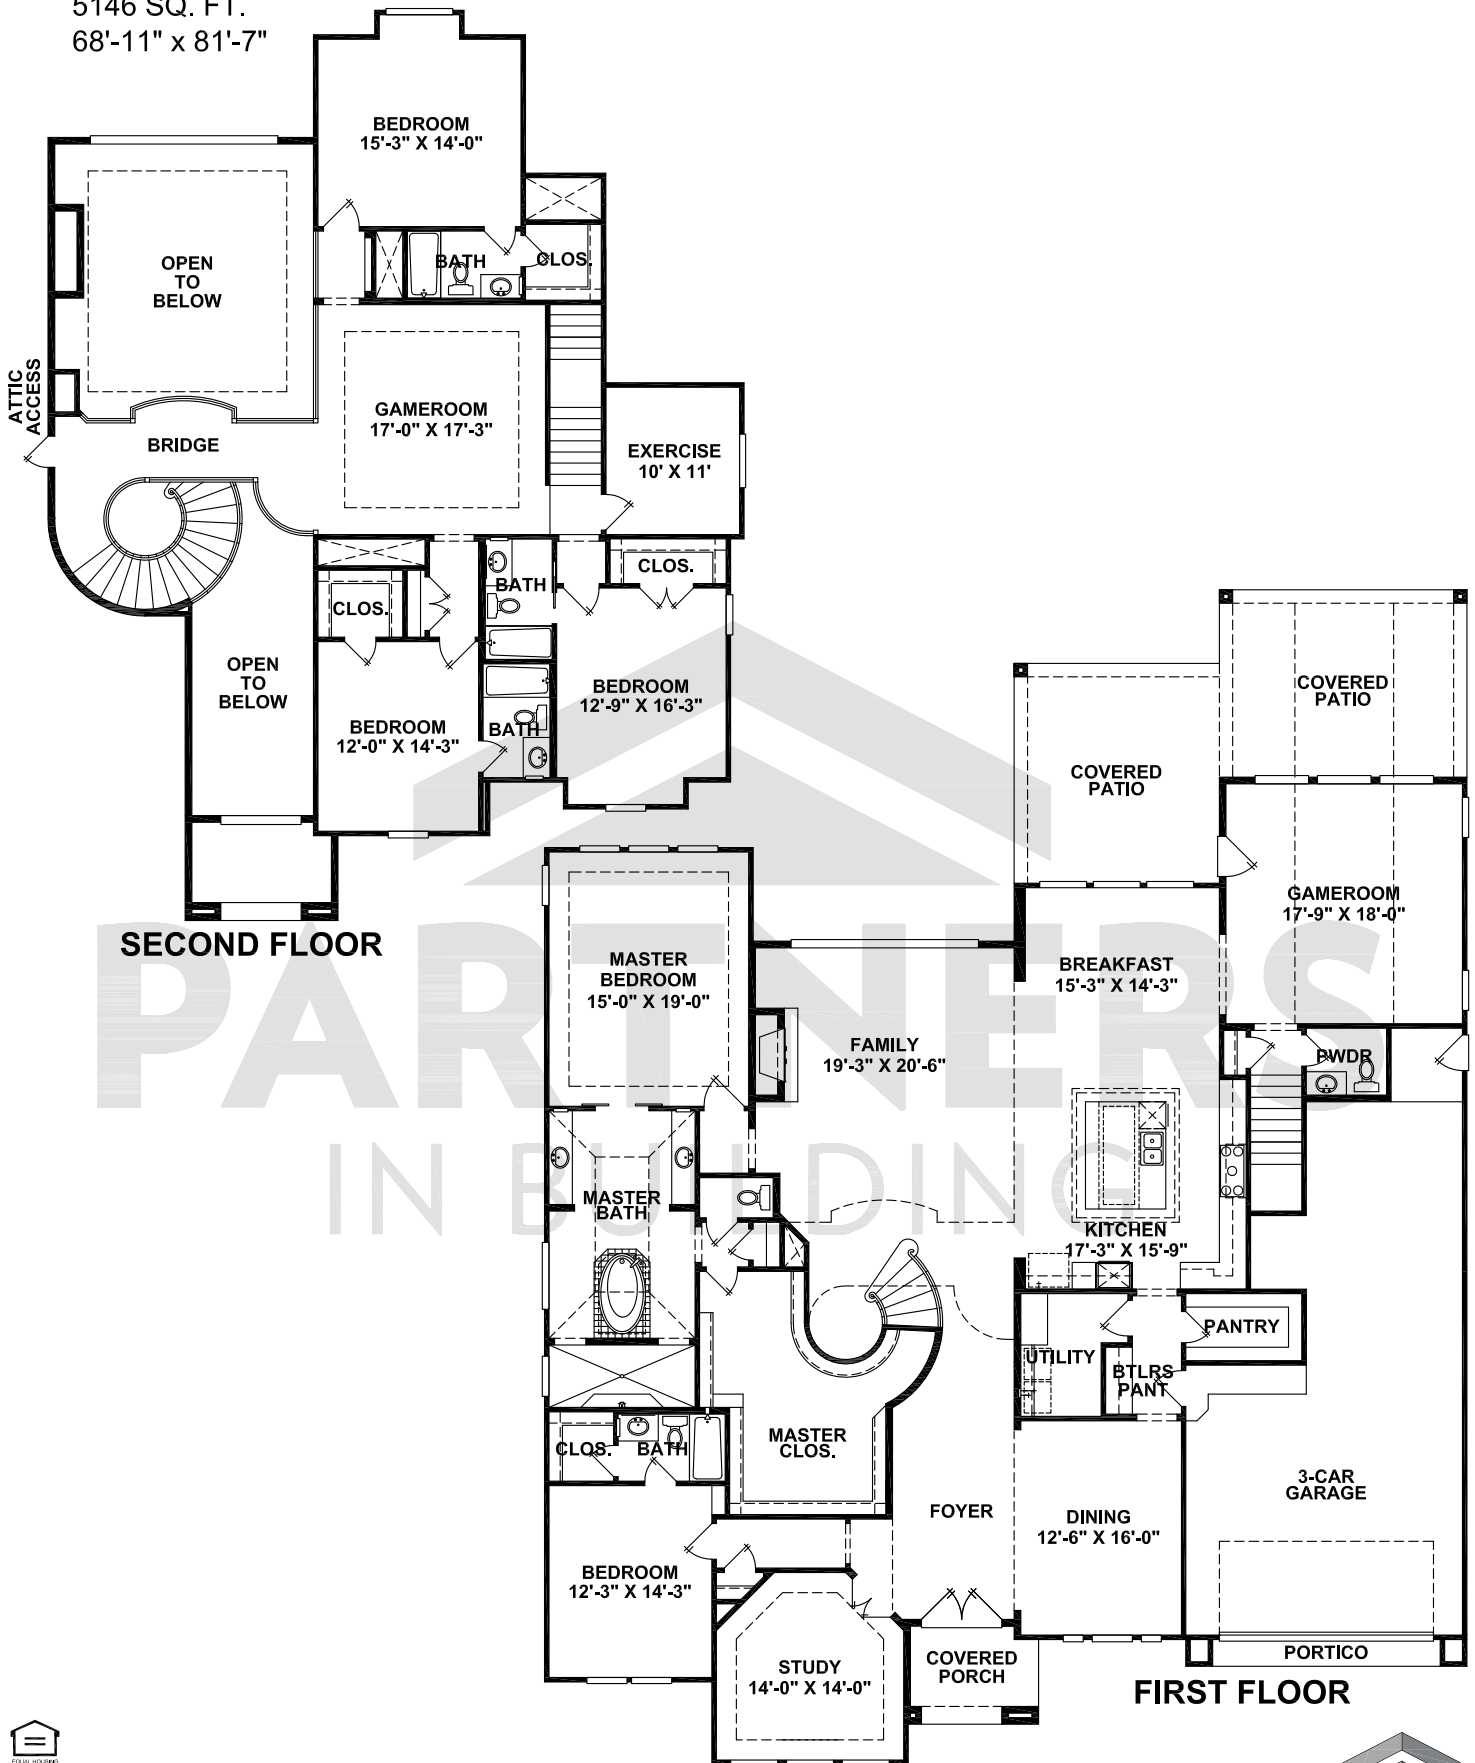 5146 SQ. FT.
68'-11" x 81'-7"
BEDROOM
15'-3" X 14'-0"
OPEN
TO
BELOW
BATH
CLOS.
ATTIC
ACCESS
GAMEROOM
17'-0" X 17'-3"
BRIDGE
EXERCISE
10' X 11'
CLOS.
BATH
CLOS.
OPEN
TO
BELOW
BEDROOM
12'-9" X 16'-3"
BEDROOM
12'-0" X 14'-3"
BATH
SECOND FLOOR
COVERED
PATIO
COVERED
PATIO
GAMEROOM
17'-9" X 18'-0"
MASTER
BEDROOM
15'-0" X 19'-0"
BREAKFAST
15'-3" X 14'-3"
FAMILY
19'-3" X 20'-6"
PWDR
PARTNERS
IN BUILDING
MASTER
BATH
KITCHEN
17'-3" X 15'-9"
PANTRY
UTILITY
BTLRS
PANT
MASTER
CLOS.
CLOS.
BATH
3-CAR
GARAGE
FOYER
DINING
12'-6" X 16'-0"
BEDROOM
12'-3" X 14'-3"
STUDY
14'-0" X 14'-0"
COVERED
PORCH
PORTICO
FIRST FLOOR
EQUAL HOUSING